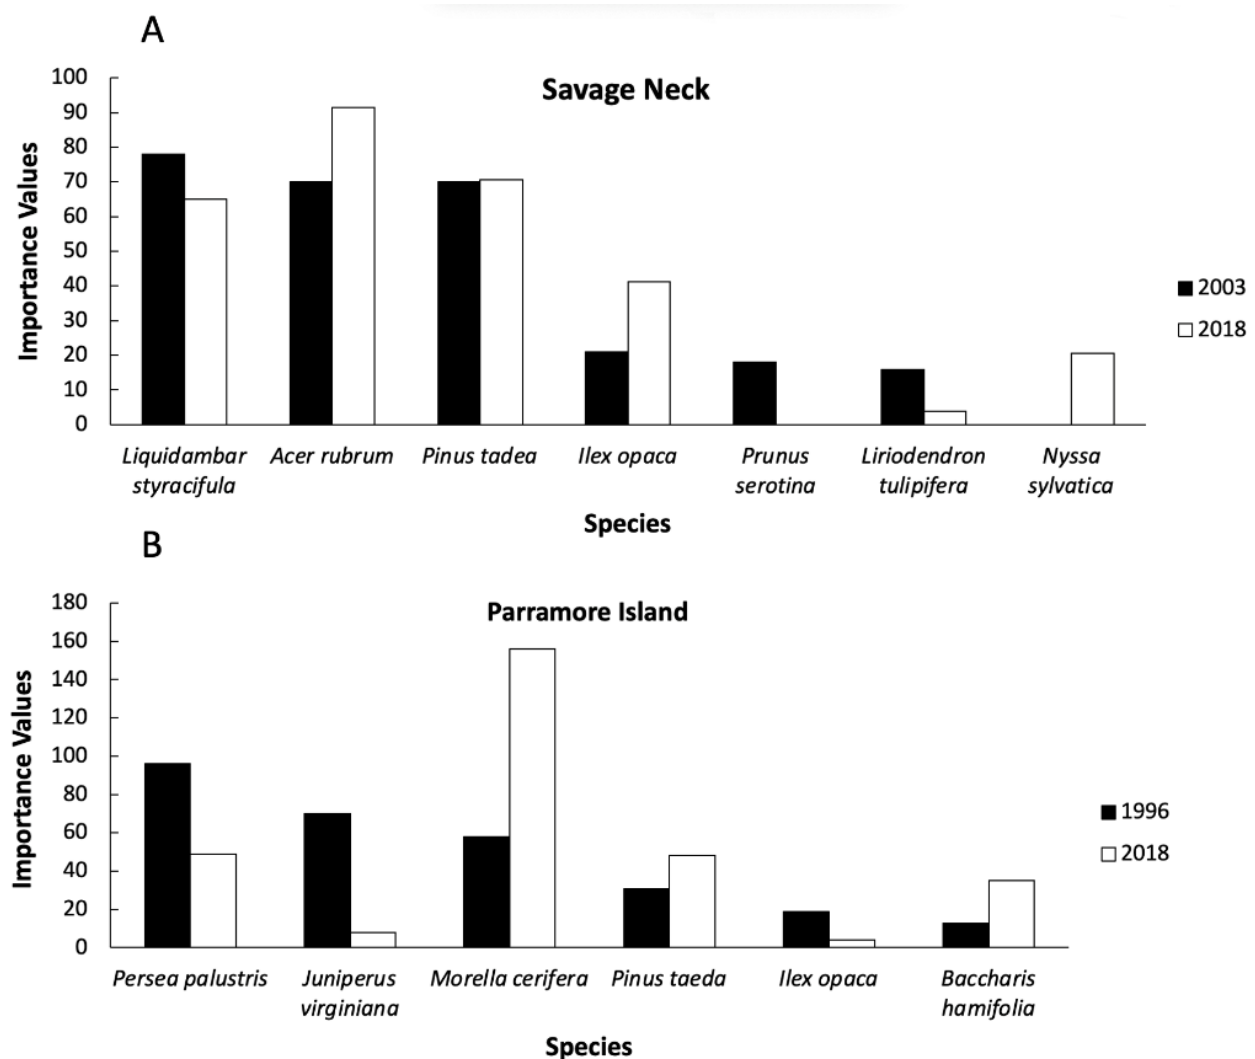 A
Savage Neck
100
90
80
70
60
50
40
30
20
10
0
Importance Values
2003
2018
Liquidambar styracifula
Acer rubrum
Pinus tadea
Ilex opaca
Prunus serotina
Liriodendron tulipifera
Nyssa sylvatica
Species
B
Parramore Island
180
160
140
120
100
80
60
40
20
0
Importance Values
1996
2018
Persea palustris
Juniperus virginiana
Morella cerifera
Pinus taeda
Ilex opaca
Baccharis hamifolia
Species